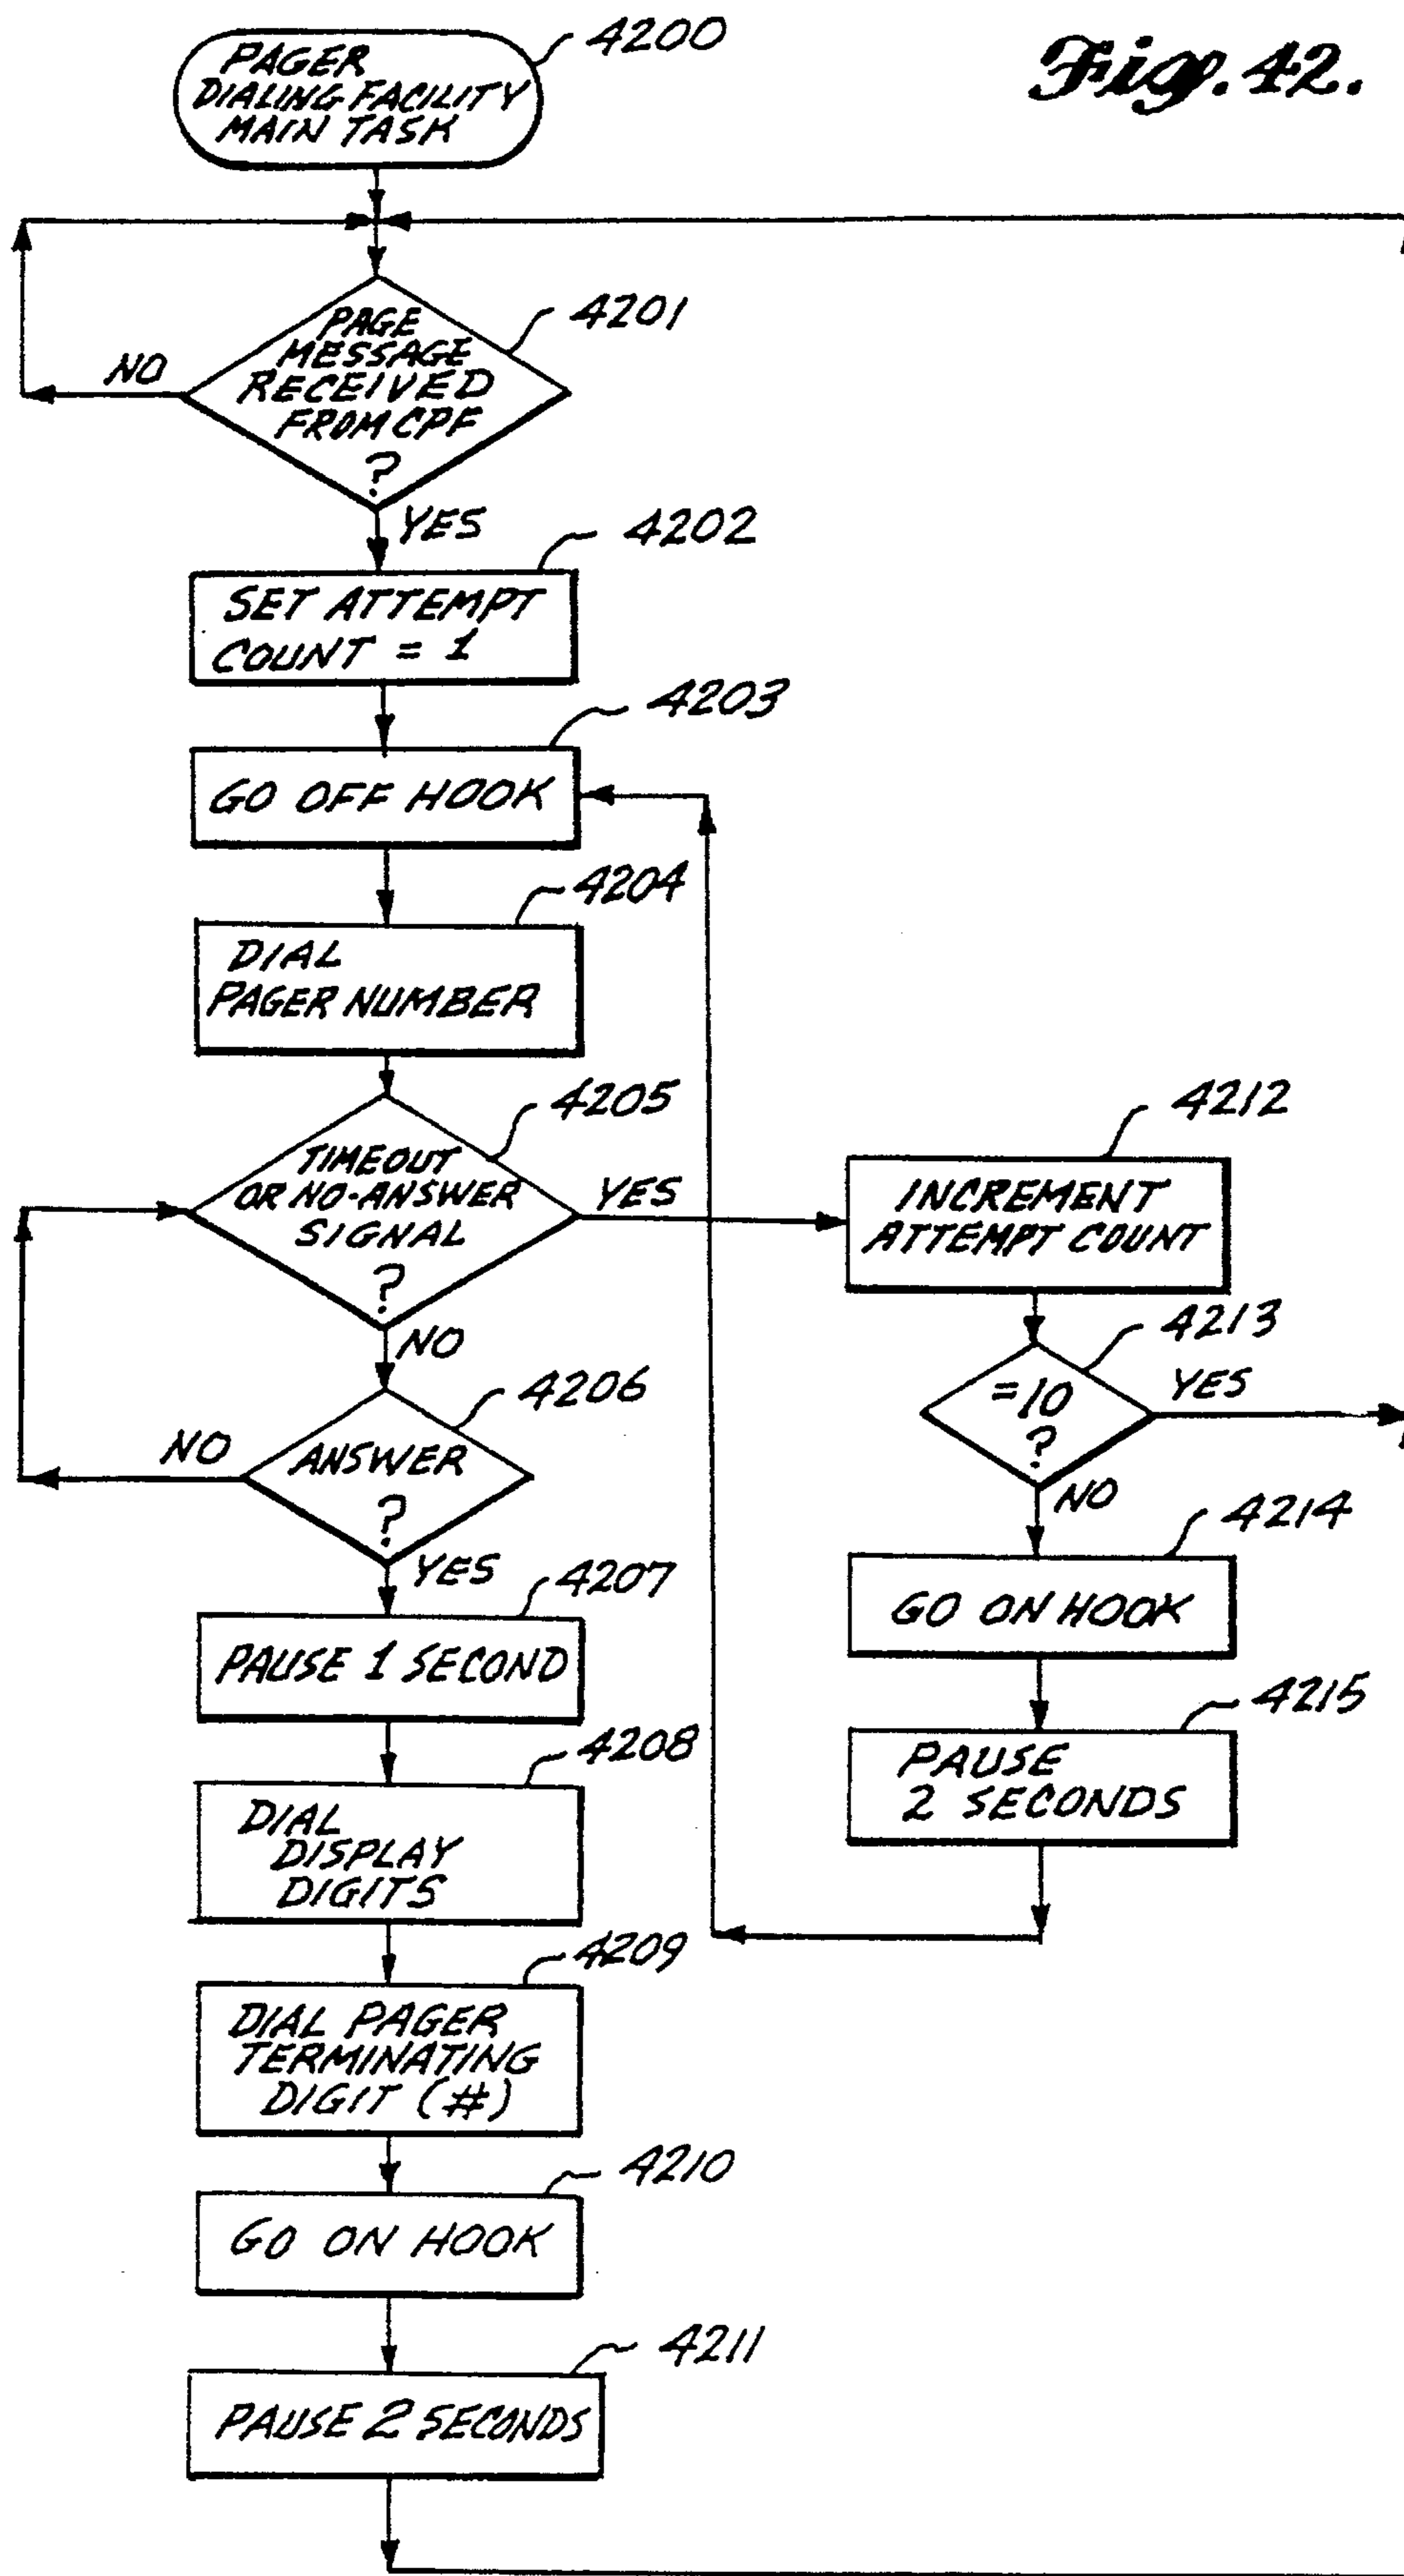 Fig. 42.
4200
PAGER
DIALING FACILITY
MAIN TASK
4201
PAGE
MESSAGE
RECEIVED
FROM CPF
?
NO
YES
4202
SET ATTEMPT
COUNT = 1
4203
GO OFF HOOK
4204
DIAL
PAGER NUMBER
4205
TIMEOUT
OR NO-ANSWER
SIGNAL
?
YES
NO
4206
ANSWER
?
NO
YES
4207
PAUSE 1 SECOND
4208
DIAL
DISPLAY
DIGITS
4209
DIAL PAGER
TERMINATING
DIGIT (#)
4210
GO ON HOOK
4211
PAUSE 2 SECONDS
4212
INCREMENT
ATTEMPT COUNT
4213
=10
?
YES
NO
4214
GO ON HOOK
4215
PAUSE
2 SECONDS